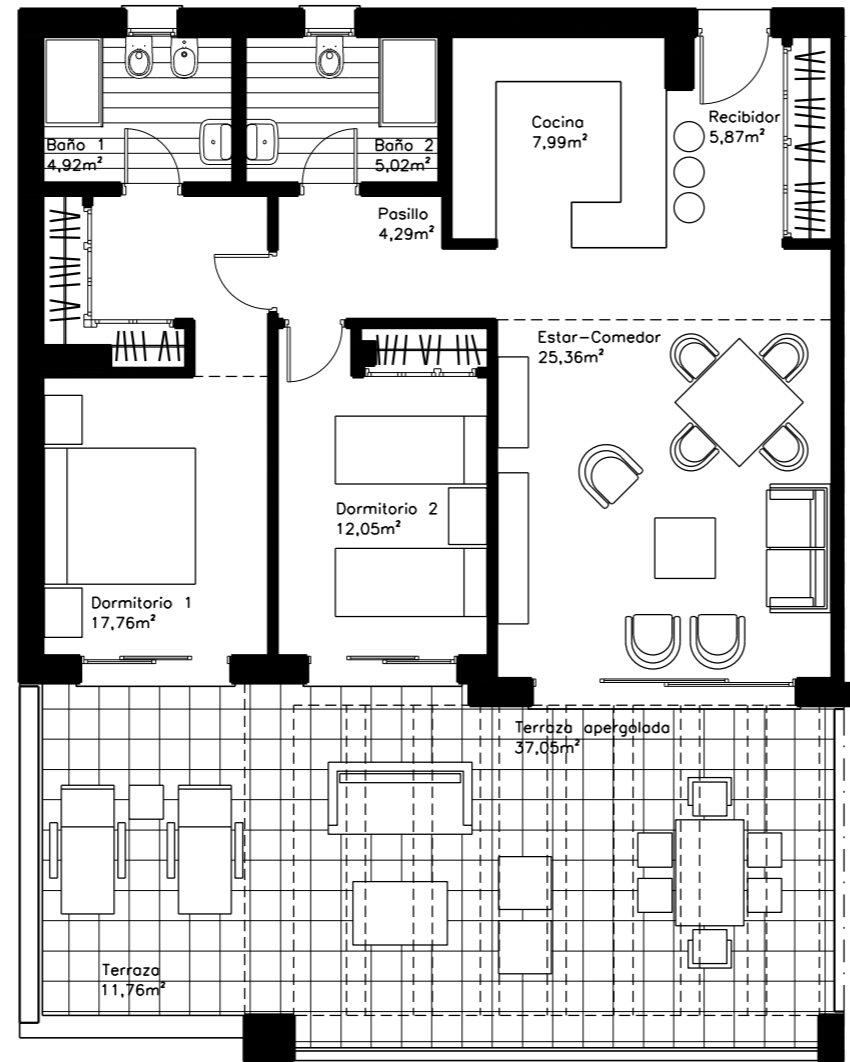 Baño 1
4,92m²
Baño 2
5,02m²
Cocina
7,99m²
Recibidor
5,87m²
Pasillo
4,29m²
Estar-Comedor
25,36m²
Dormitorio 2
12,05m²
Dormitorio 1
17,76m²
Terraza apergolada
37,05m²
Terraza
11,76m²